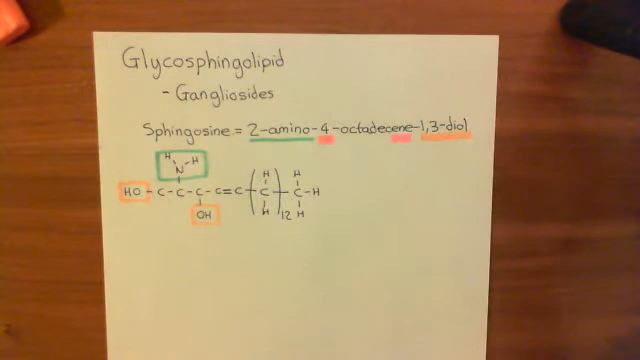 Glycosphingolipid
- Gangliosides
Sphingosine = 2-amino-4-octadecene-1,3-diol
H H
N H H
HO-C-C-C-C=C-(C)-C-H
OH H 12 H